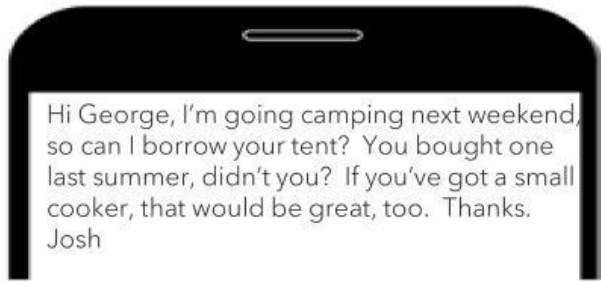 Hi George, I'm going camping next weekend,
so can I borrow your tent?  You bought one
last summer, didn't you?  If you've got a small
cooker, that would be great, too.  Thanks.
Josh